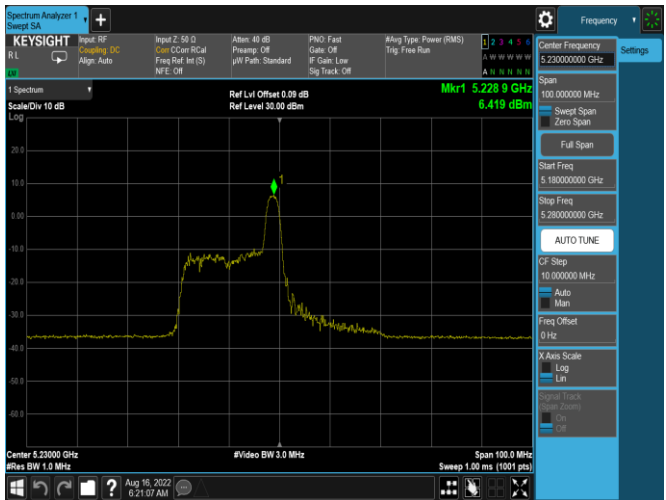 Spectrum Analyzer 1
Swept SA
Frequency
KEYSIGHT
R L
LXI
Input: RF
Coupling: DC
Align: Auto
Input Z: 50 Ω
Corr CCorr RCal
Freq Ref: Int (S)
NFE: Off
Atten: 40 dB
Preamp: Off
µW Path: Standard
PNO: Fast
Gate: Off
IF Gain: Low
Sig Track: Off
#Avg Type: Power (RMS)
Trig: Free Run
1 2 3 4 5 6
A W W W W W
A N N N N N
1 Spectrum
Scale/Div 10 dB
Log
Ref Lvl Offset 0.09 dB
Ref Level 30.00 dBm
Mkr1 5.228 9 GHz
6.419 dBm
1
20.0
10.0
0.00
-10.0
-20.0
-30.0
-40.0
-50.0
-60.0
Center 5.23000 GHz
#Res BW 1.0 MHz
#Video BW 3.0 MHz
Span 100.0 MHz
Sweep 1.00 ms (1001 pts)
Aug 16, 2022
6:21:07 AM
Center Frequency
5.230000000 GHz
Settings
Span
100.000000 MHz
Swept Span
Zero Span
Full Span
Start Freq
5.180000000 GHz
Stop Freq
5.280000000 GHz
AUTO TUNE
CF Step
10.000000 MHz
Auto
Man
Freq Offset
0 Hz
X Axis Scale
Log
Lin
Signal Track
(Span Zoom)
On
Off